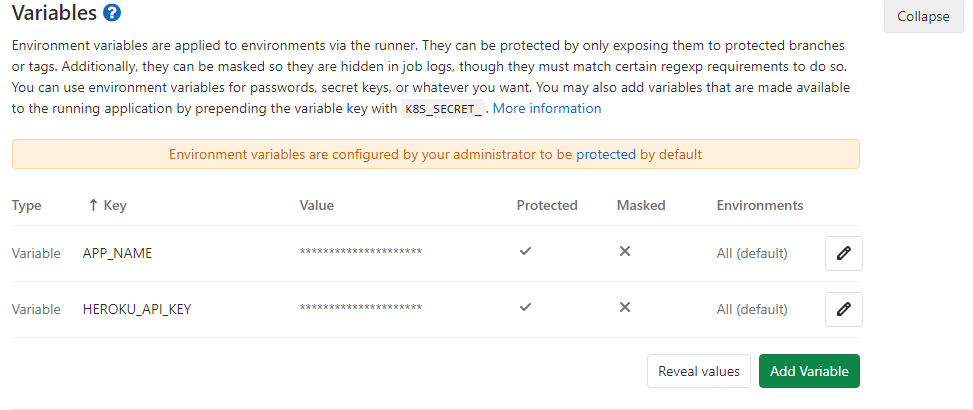 Variables ?
Collapse
Environment variables are applied to environments via the runner. They can be protected by only exposing them to protected branches
or tags. Additionally, they can be masked so they are hidden in job logs, though they must match certain regexp requirements to do so.
You can use environment variables for passwords, secret keys, or whatever you want. You may also add variables that are made available
to the running application by prepending the variable key with K8S_SECRET_ . More information
Environment variables are configured by your administrator to be protected by default
Type ↑ Key Value Protected Masked Environments
Variable APP_NAME ********************* ✓ ✕ All (default)
Variable HEROKU_API_KEY ********************* ✓ ✕ All (default)
Reveal values Add Variable